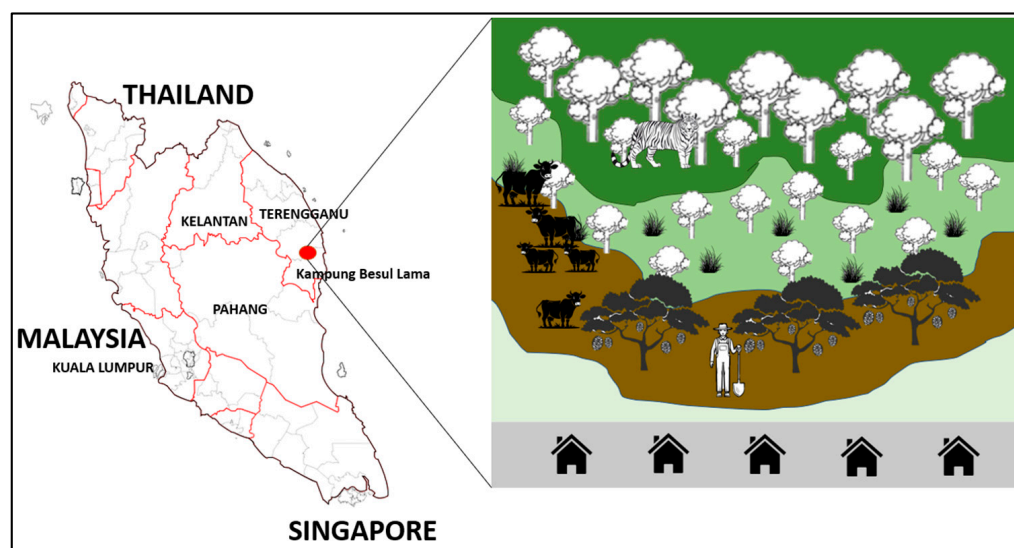 THAILAND
KELANTAN
TERENGGANU
Kampung Besul Lama
PAHANG
MALAYSIA
KUALA LUMPUR
SINGAPORE